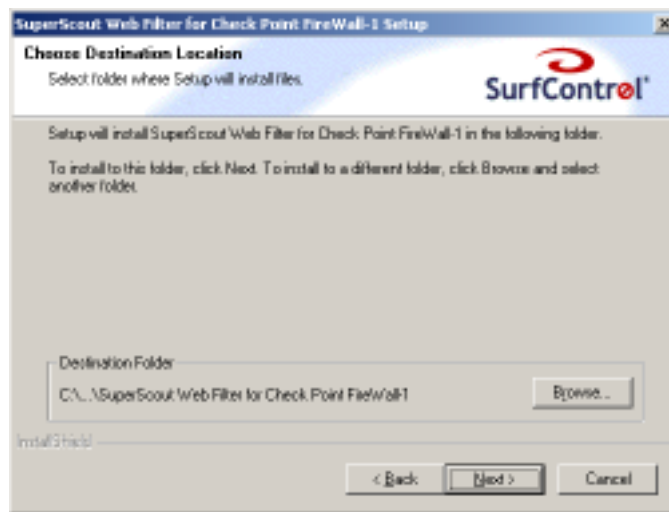 SuperScout Web Filter for Check Point FireWall-1 Setup
Choose Destination Location
Select folder where Setup will install files.
SurfControl
Setup will install SuperScout Web Filter for Check Point FireWall-1 in the following folder.
To install to this folder, click Next. To install to a different folder, click Browse and select
another folder.
Destination Folder
C:\...\SuperScout Web Filter for Check Point FireWall-1
Browse...
InstallShield
< Back
Next >
Cancel